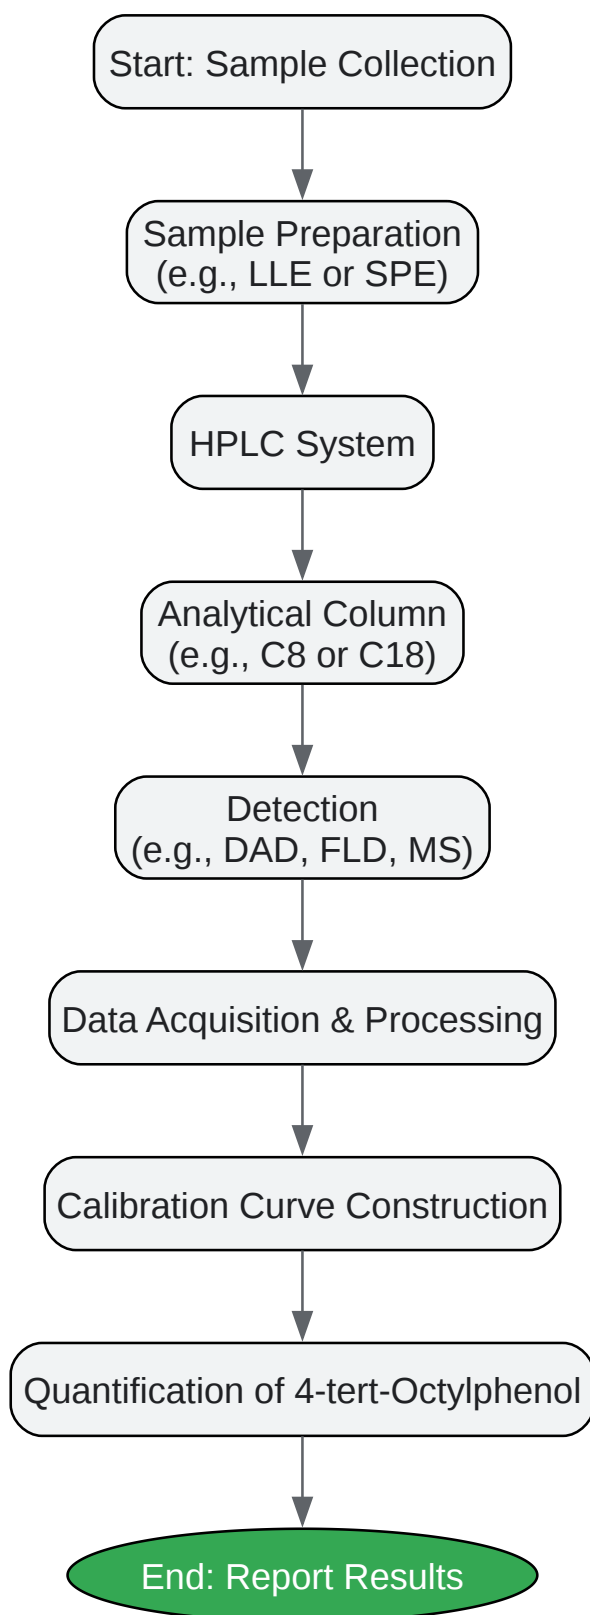 Start: Sample Collection
Sample Preparation
(e.g., LLE or SPE)
HPLC System
Analytical Column
(e.g., C8 or C18)
Detection
(e.g., DAD, FLD, MS)
Data Acquisition & Processing
Calibration Curve Construction
Quantification of 4-tert-Octylphenol
End: Report Results